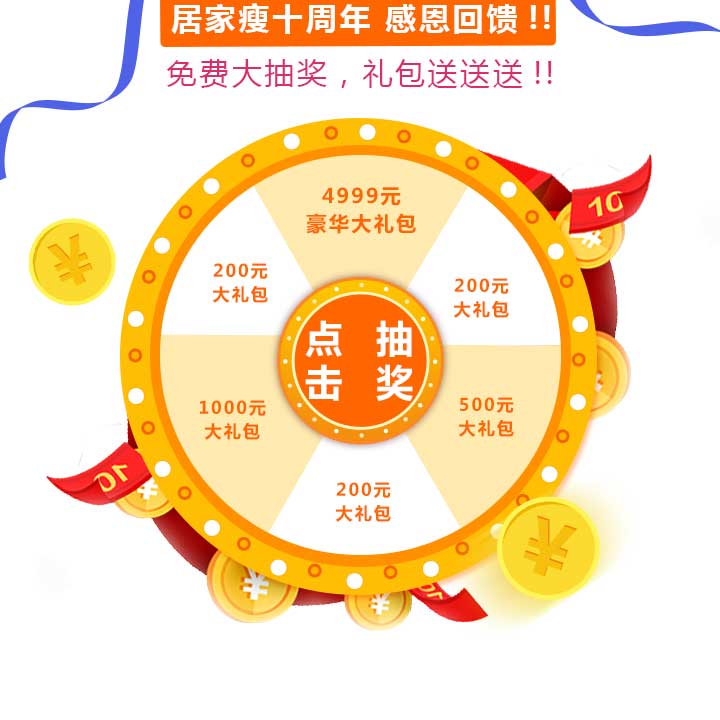 居家瘦十周年 感恩回馈!!
免费大抽奖，礼包送送送!!
4999元
豪华大礼包
200元
大礼包
200元
大礼包
点 抽
击 奖
1000元
大礼包
500元
大礼包
200元
大礼包
10
10
10